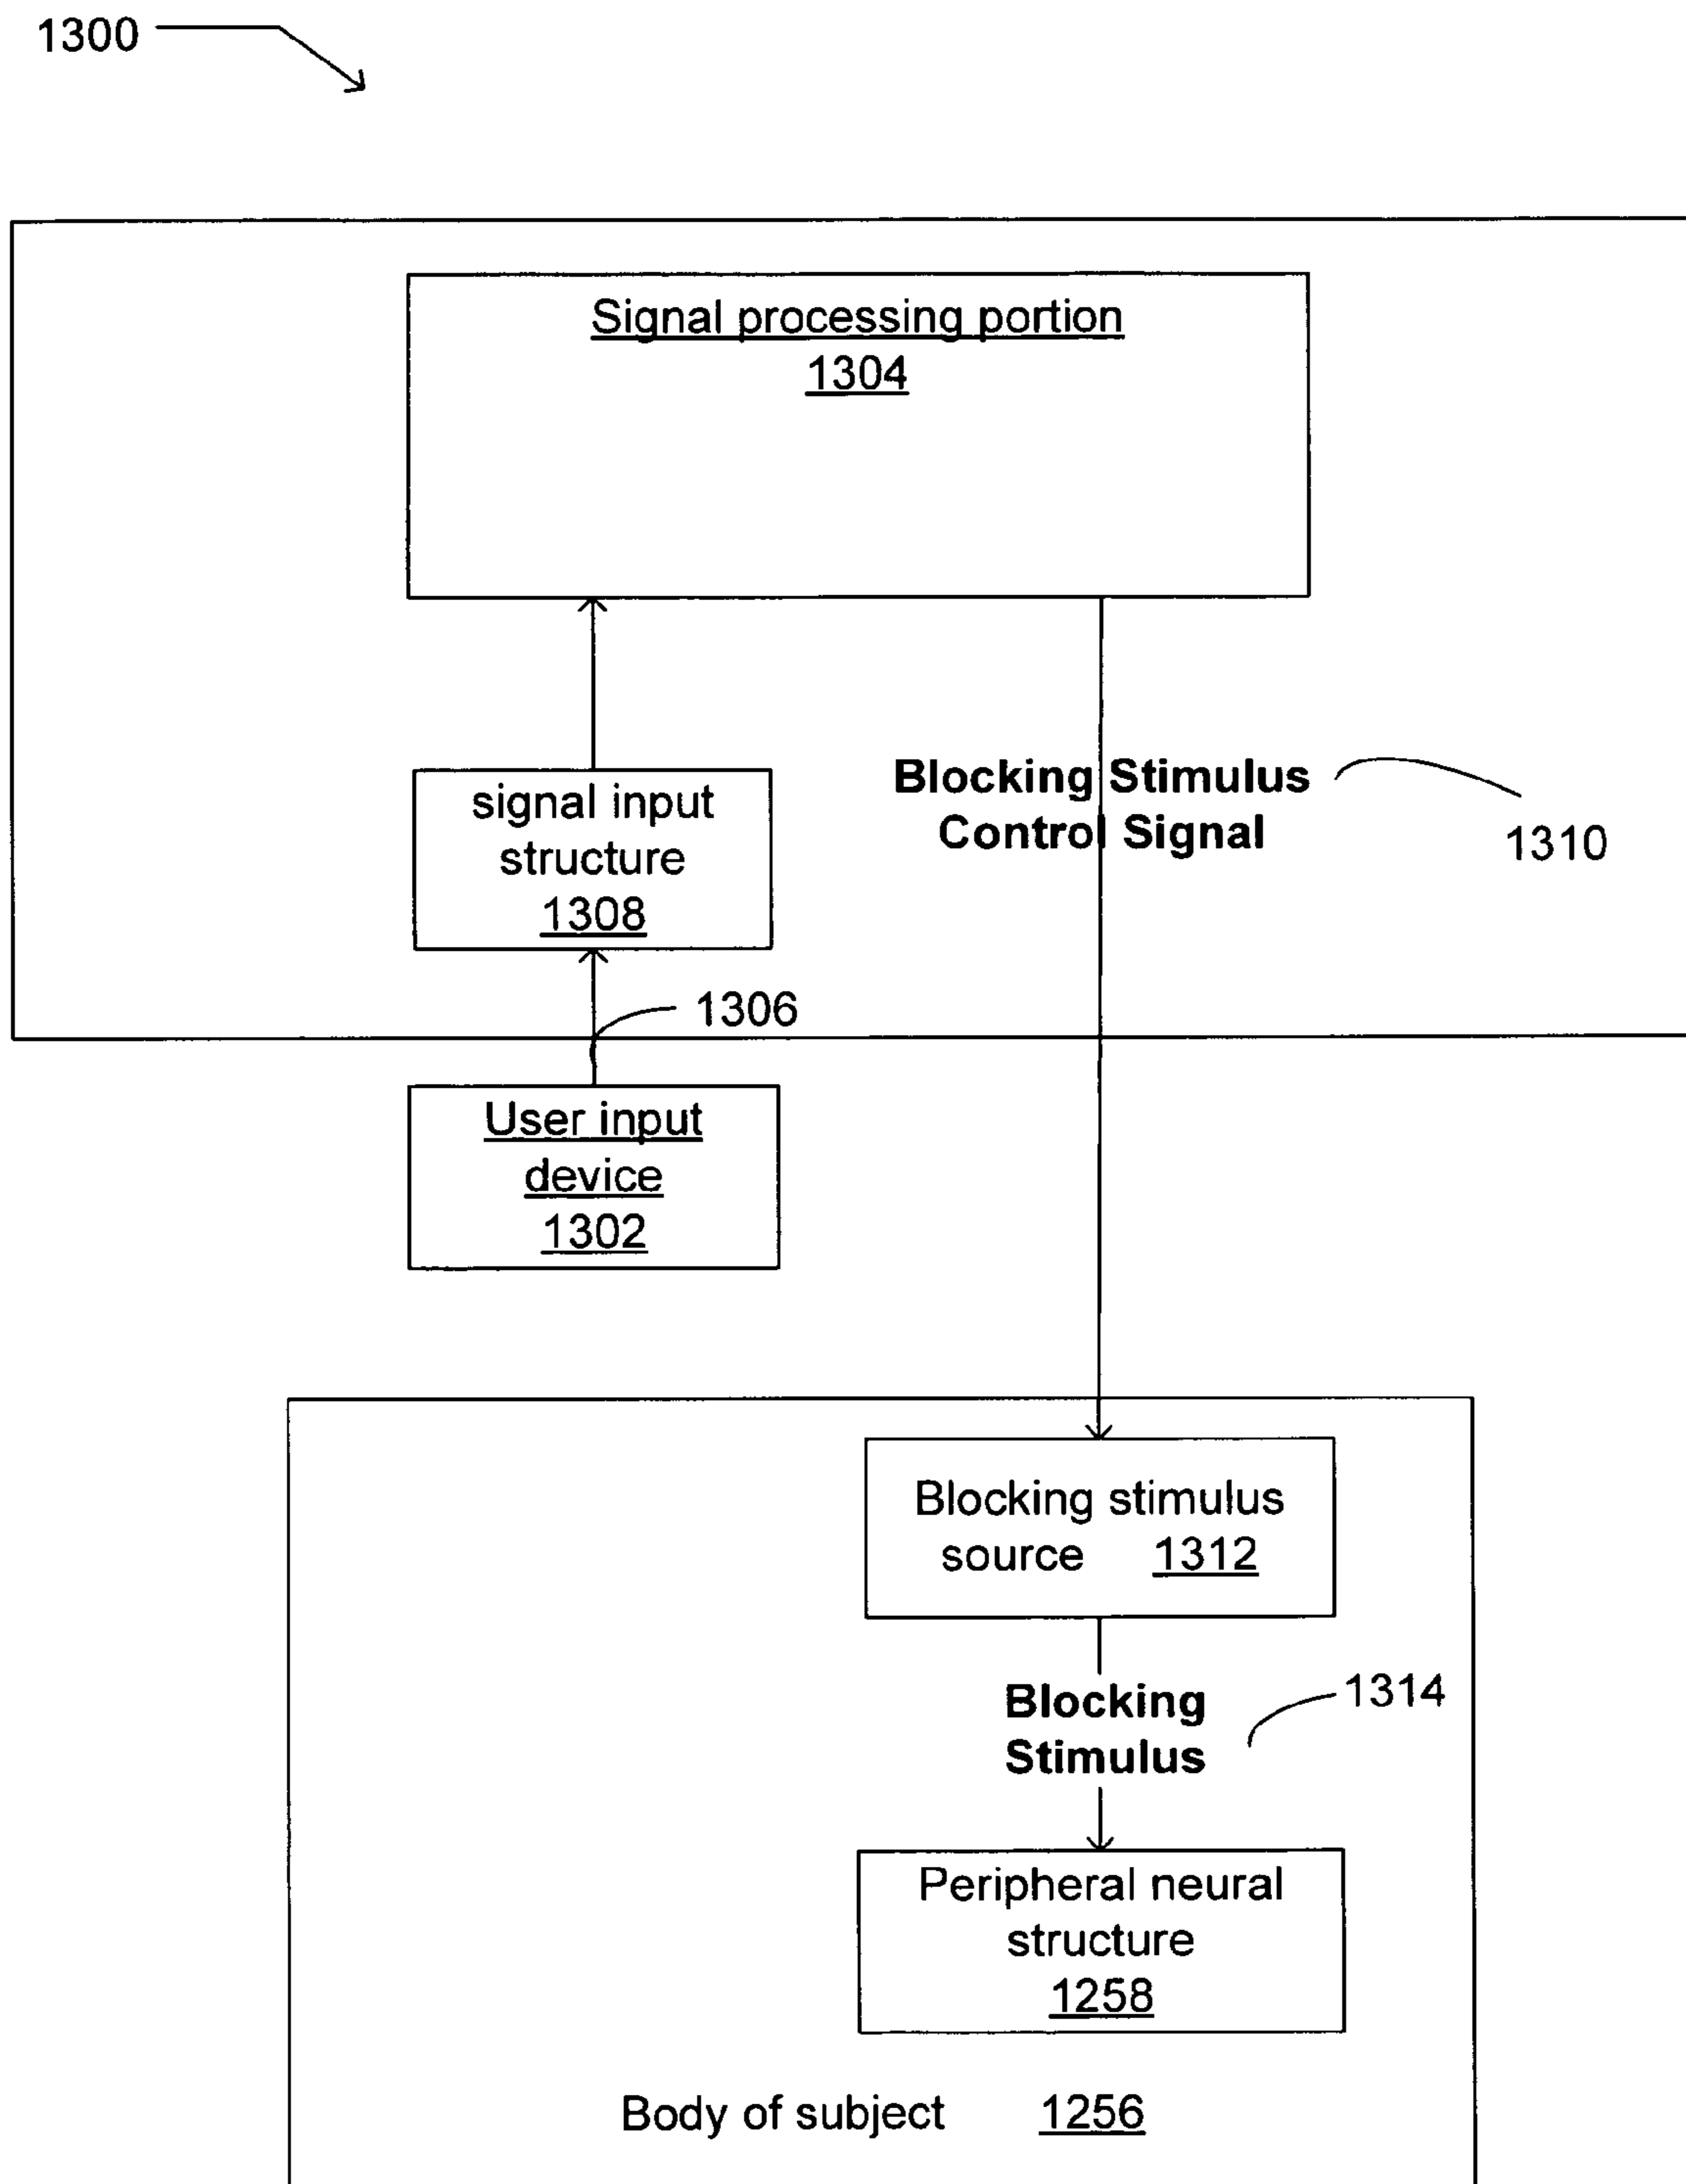 1300
Signal processing portion
1304
signal input
structure
1308
Blocking Stimulus
Control Signal
1310
1306
User input
device
1302
Blocking stimulus
source 1312
Blocking
Stimulus
1314
Peripheral neural
structure
1258
Body of subject 1256